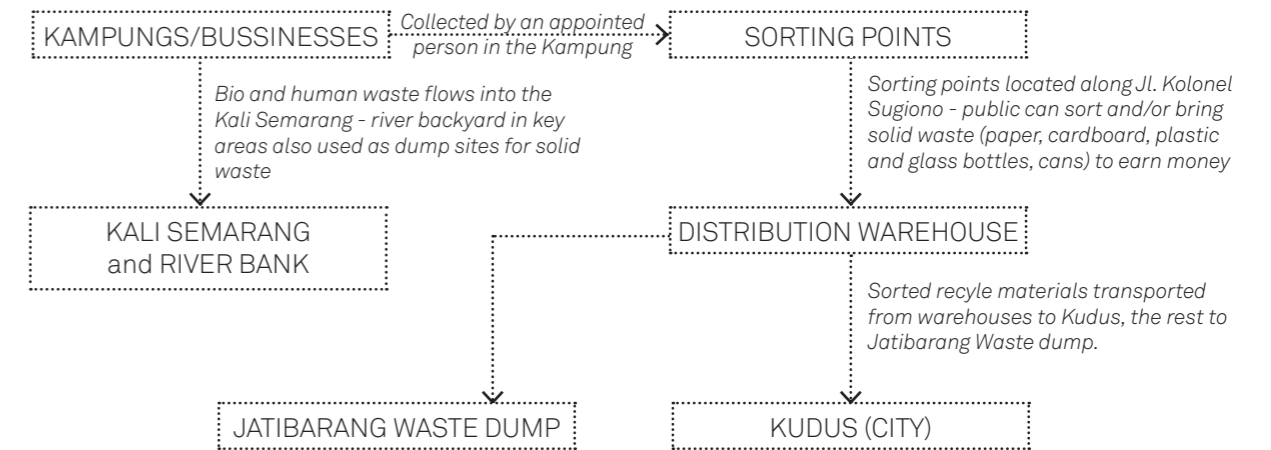 KAMPUNGS/BUSSINESSES
Collected by an appointed
person in the Kampung
SORTING POINTS
Bio and human waste flows into the
Kali Semarang - river backyard in key
areas also used as dump sites for solid
waste
Sorting points located along Jl. Kolonel
Sugiono - public can sort and/or bring
solid waste (paper, cardboard, plastic
and glass bottles, cans) to earn money
KALI SEMARANG
and RIVER BANK
DISTRIBUTION WAREHOUSE
Sorted recyle materials transported
from warehouses to Kudus, the rest to
Jatibarang Waste dump.
JATIBARANG WASTE DUMP
KUDUS (CITY)